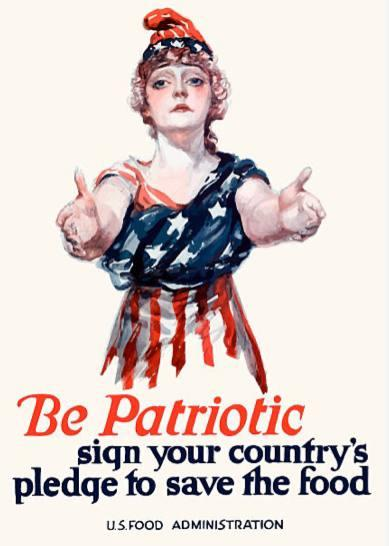 Be Patriotic
sign your country's
pledge to save the food
U.S. FOOD ADMINISTRATION